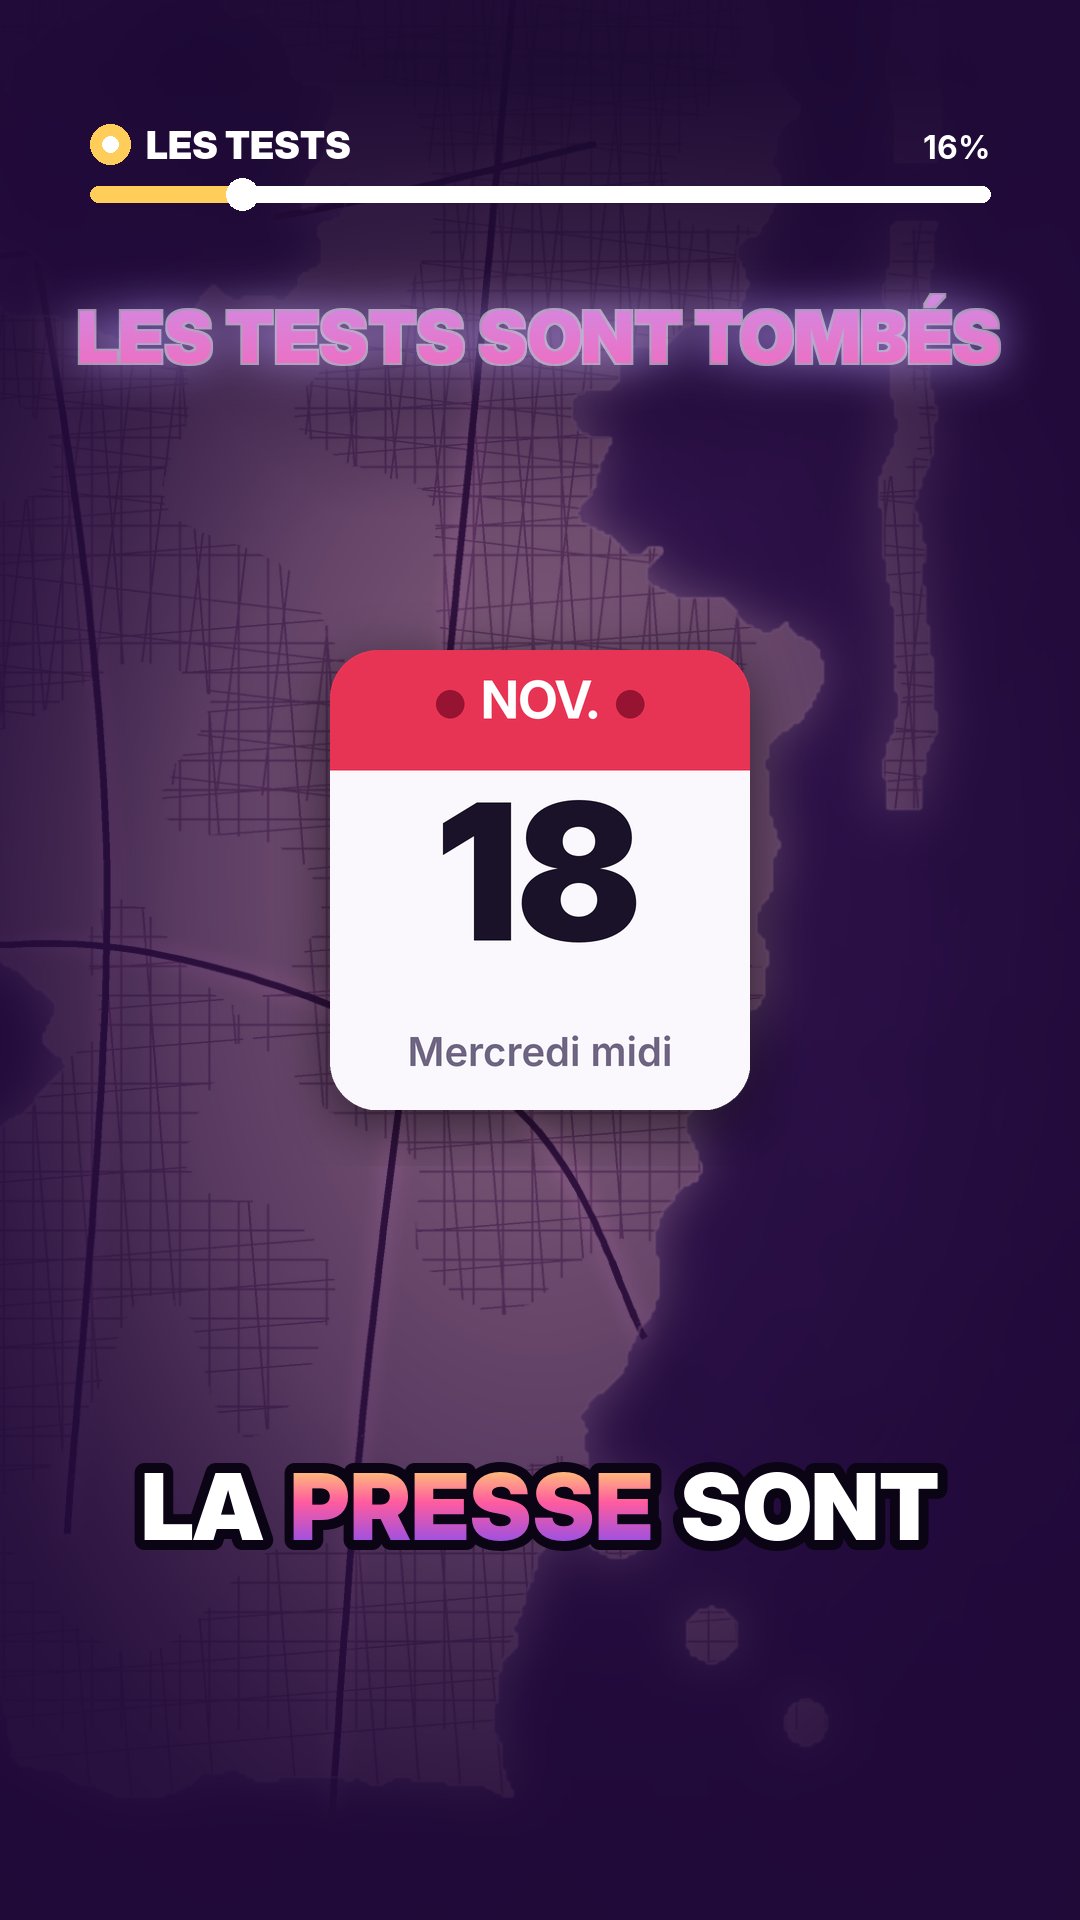 LES TESTS
16%
LES TESTS SONT TOMBÉS
NOV.
18
Mercredi midi
LA PRESSE SONT